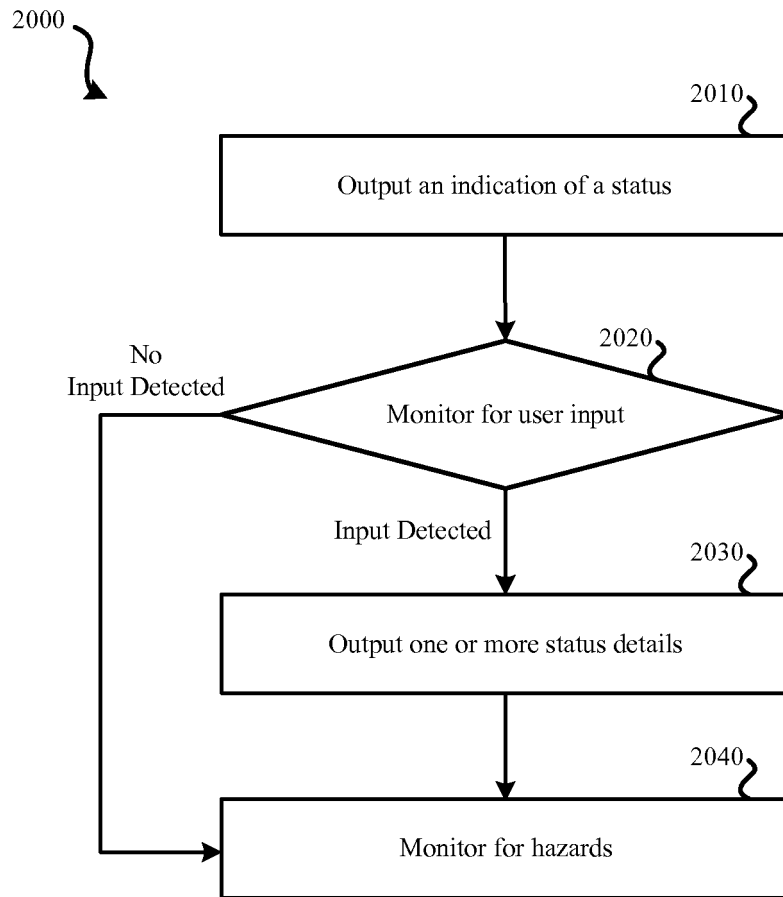 2000
2010
Output an indication of a status
2020
No
Input Detected
Monitor for user input
Input Detected
2030
Output one or more status details
2040
Monitor for hazards